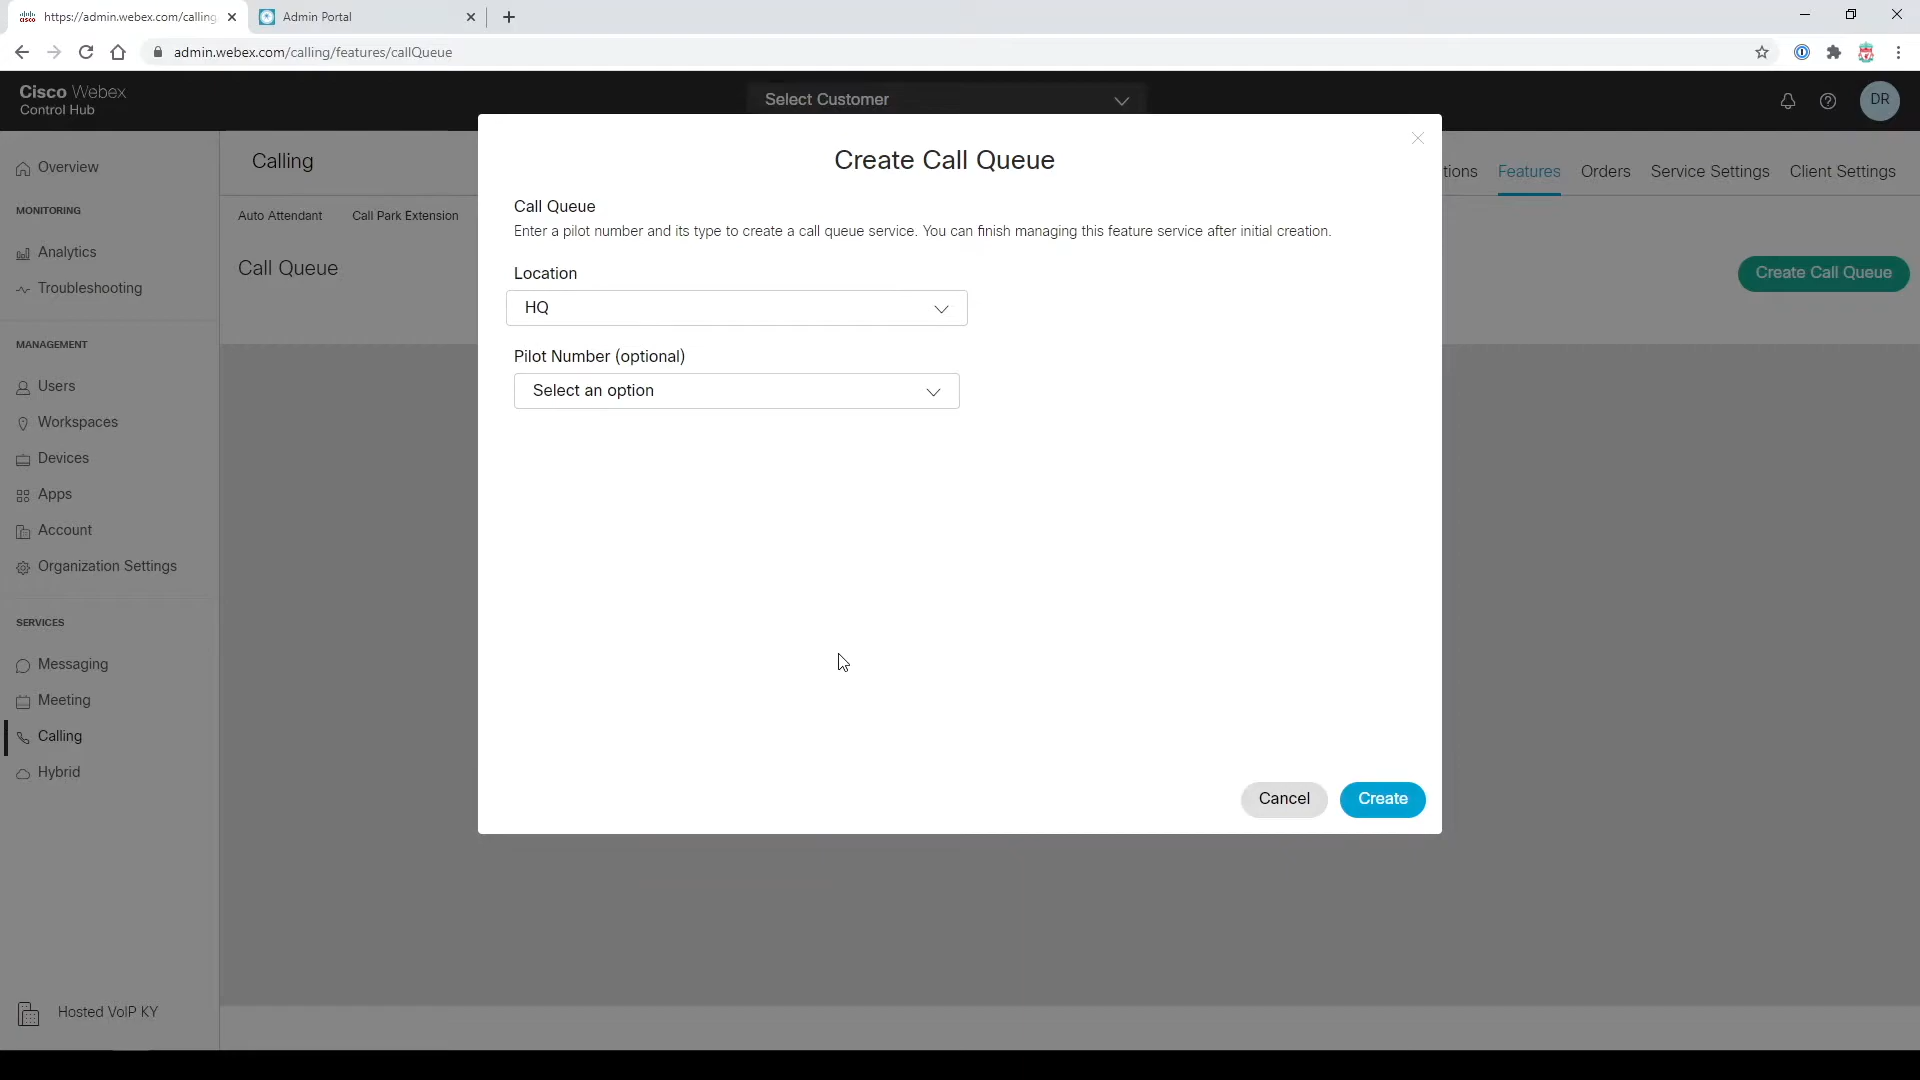 https://admin.webex.com/calling
Admin Portal
admin.webex.com/calling/features/callQueue
Cisco Webex
Control Hub
Select Customer
DR
Overview
MONITORING
Analytics
Troubleshooting
MANAGEMENT
Users
Workspaces
Devices
Apps
Account
Organization Settings
SERVICES
Messaging
Meeting
Calling
Hybrid
Hosted VoIP KY
Calling
tions
Features
Orders
Service Settings
Client Settings
Auto Attendant
Call Park Extension
Call Queue
Create Call Queue
Create Call Queue
Call Queue
Enter a pilot number and its type to create a call queue service. You can finish managing this feature service after initial creation.
Location
HQ
Pilot Number (optional)
Select an option
Cancel
Create